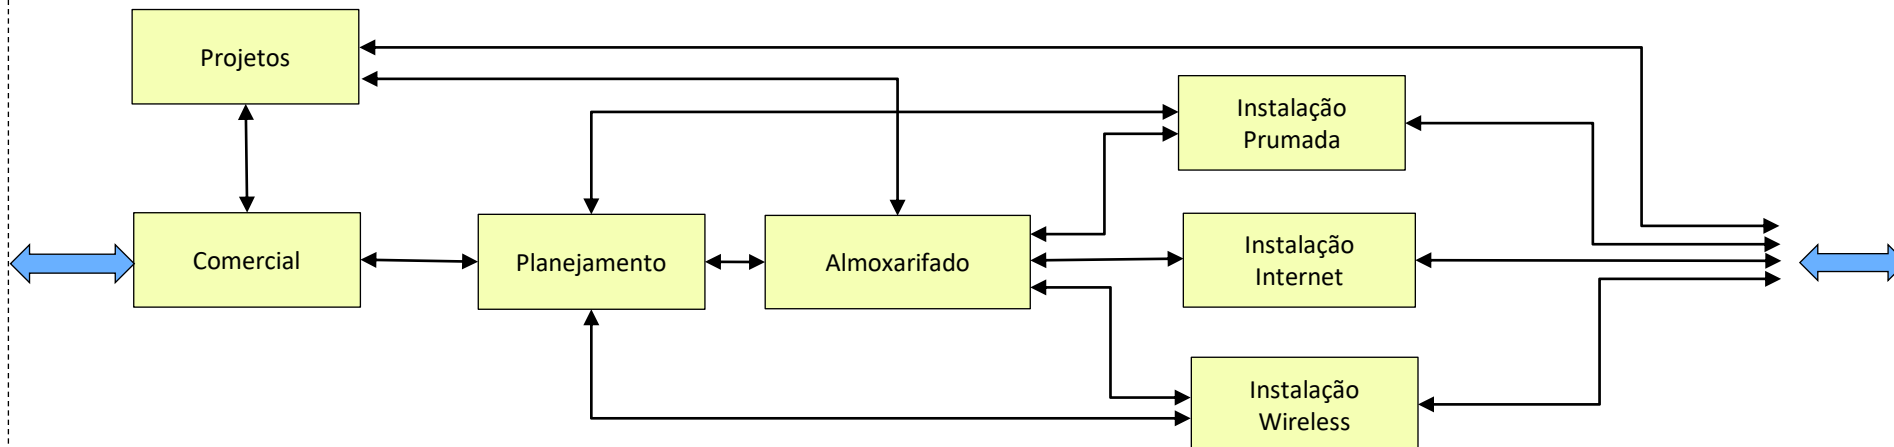 Projetos
Instalação
Prumada
Comercial
Planejamento
Almoxarifado
Instalação
Internet
Instalação
Wireless